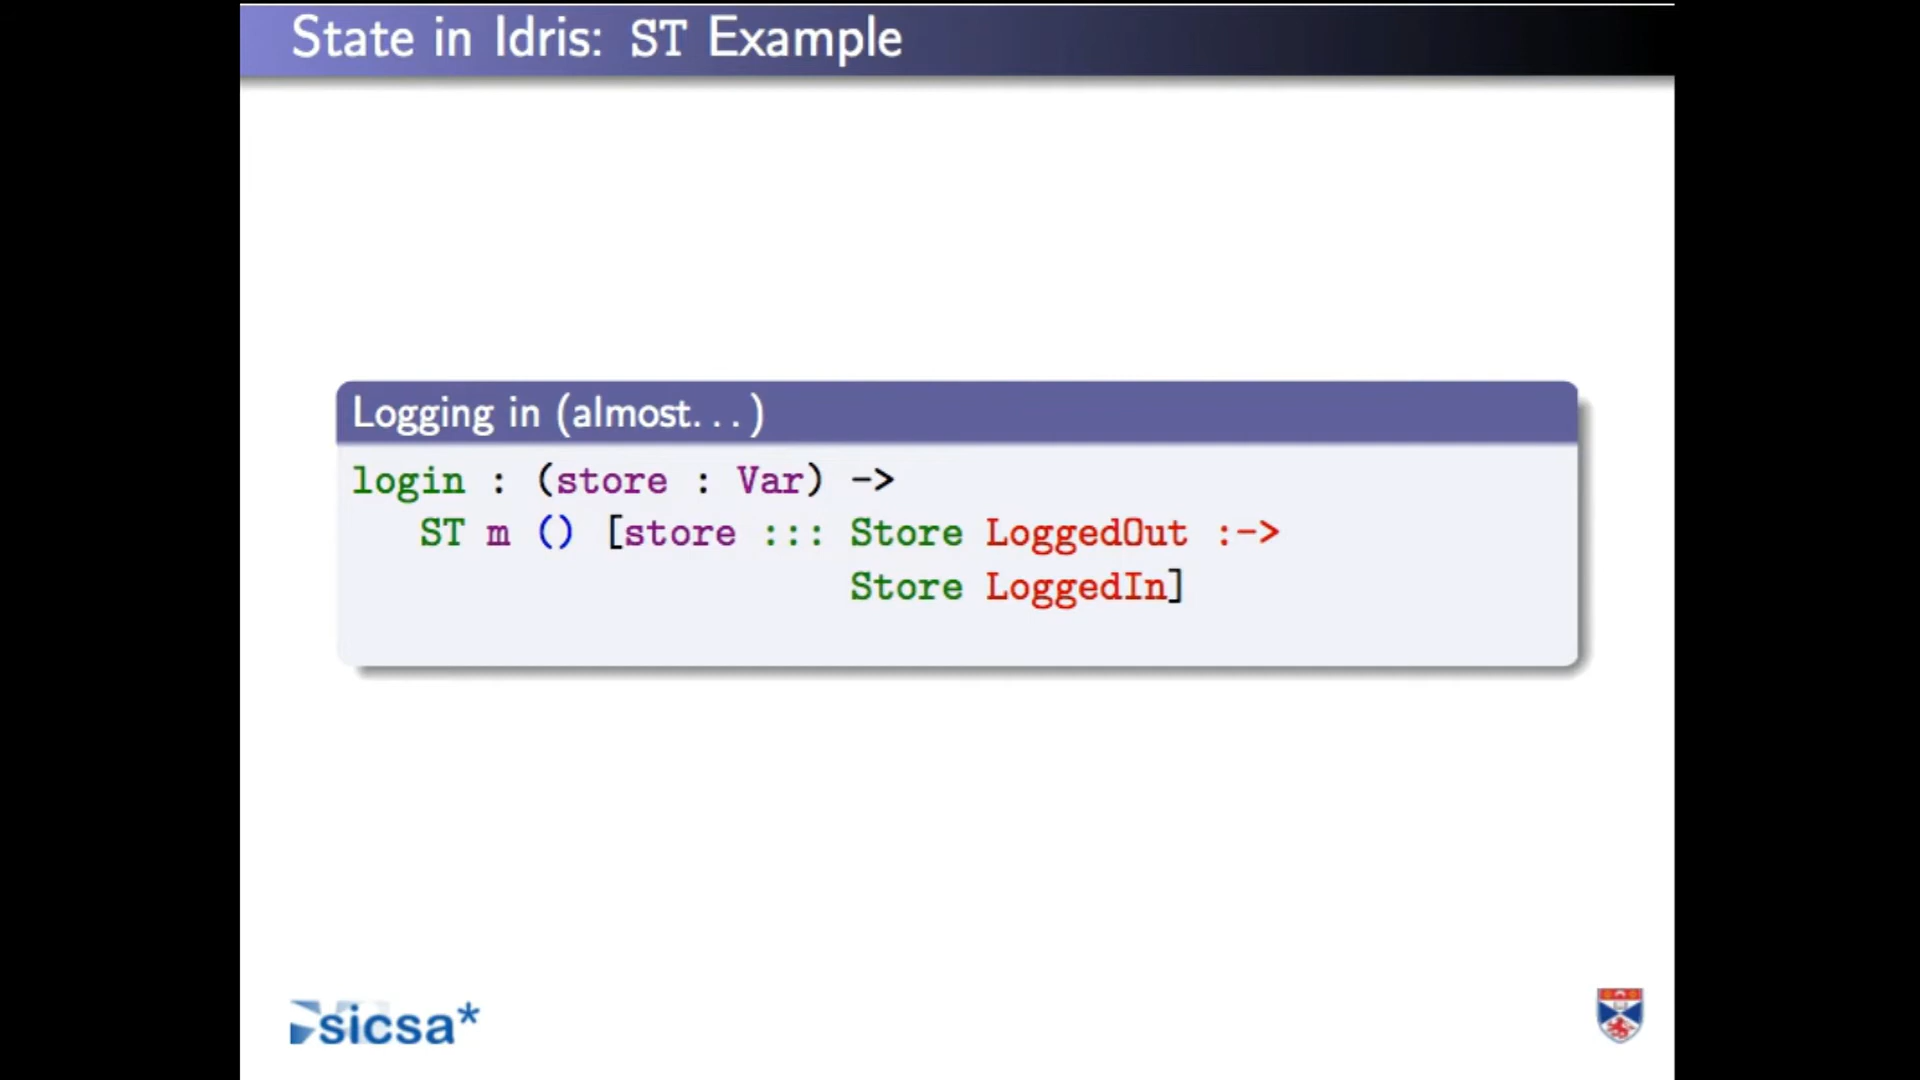 State in Idris: ST Example
Logging in (almost...)
login : (store : Var) ->
ST m () [store ::: Store LoggedOut :->
Store LoggedIn]
sicsa*